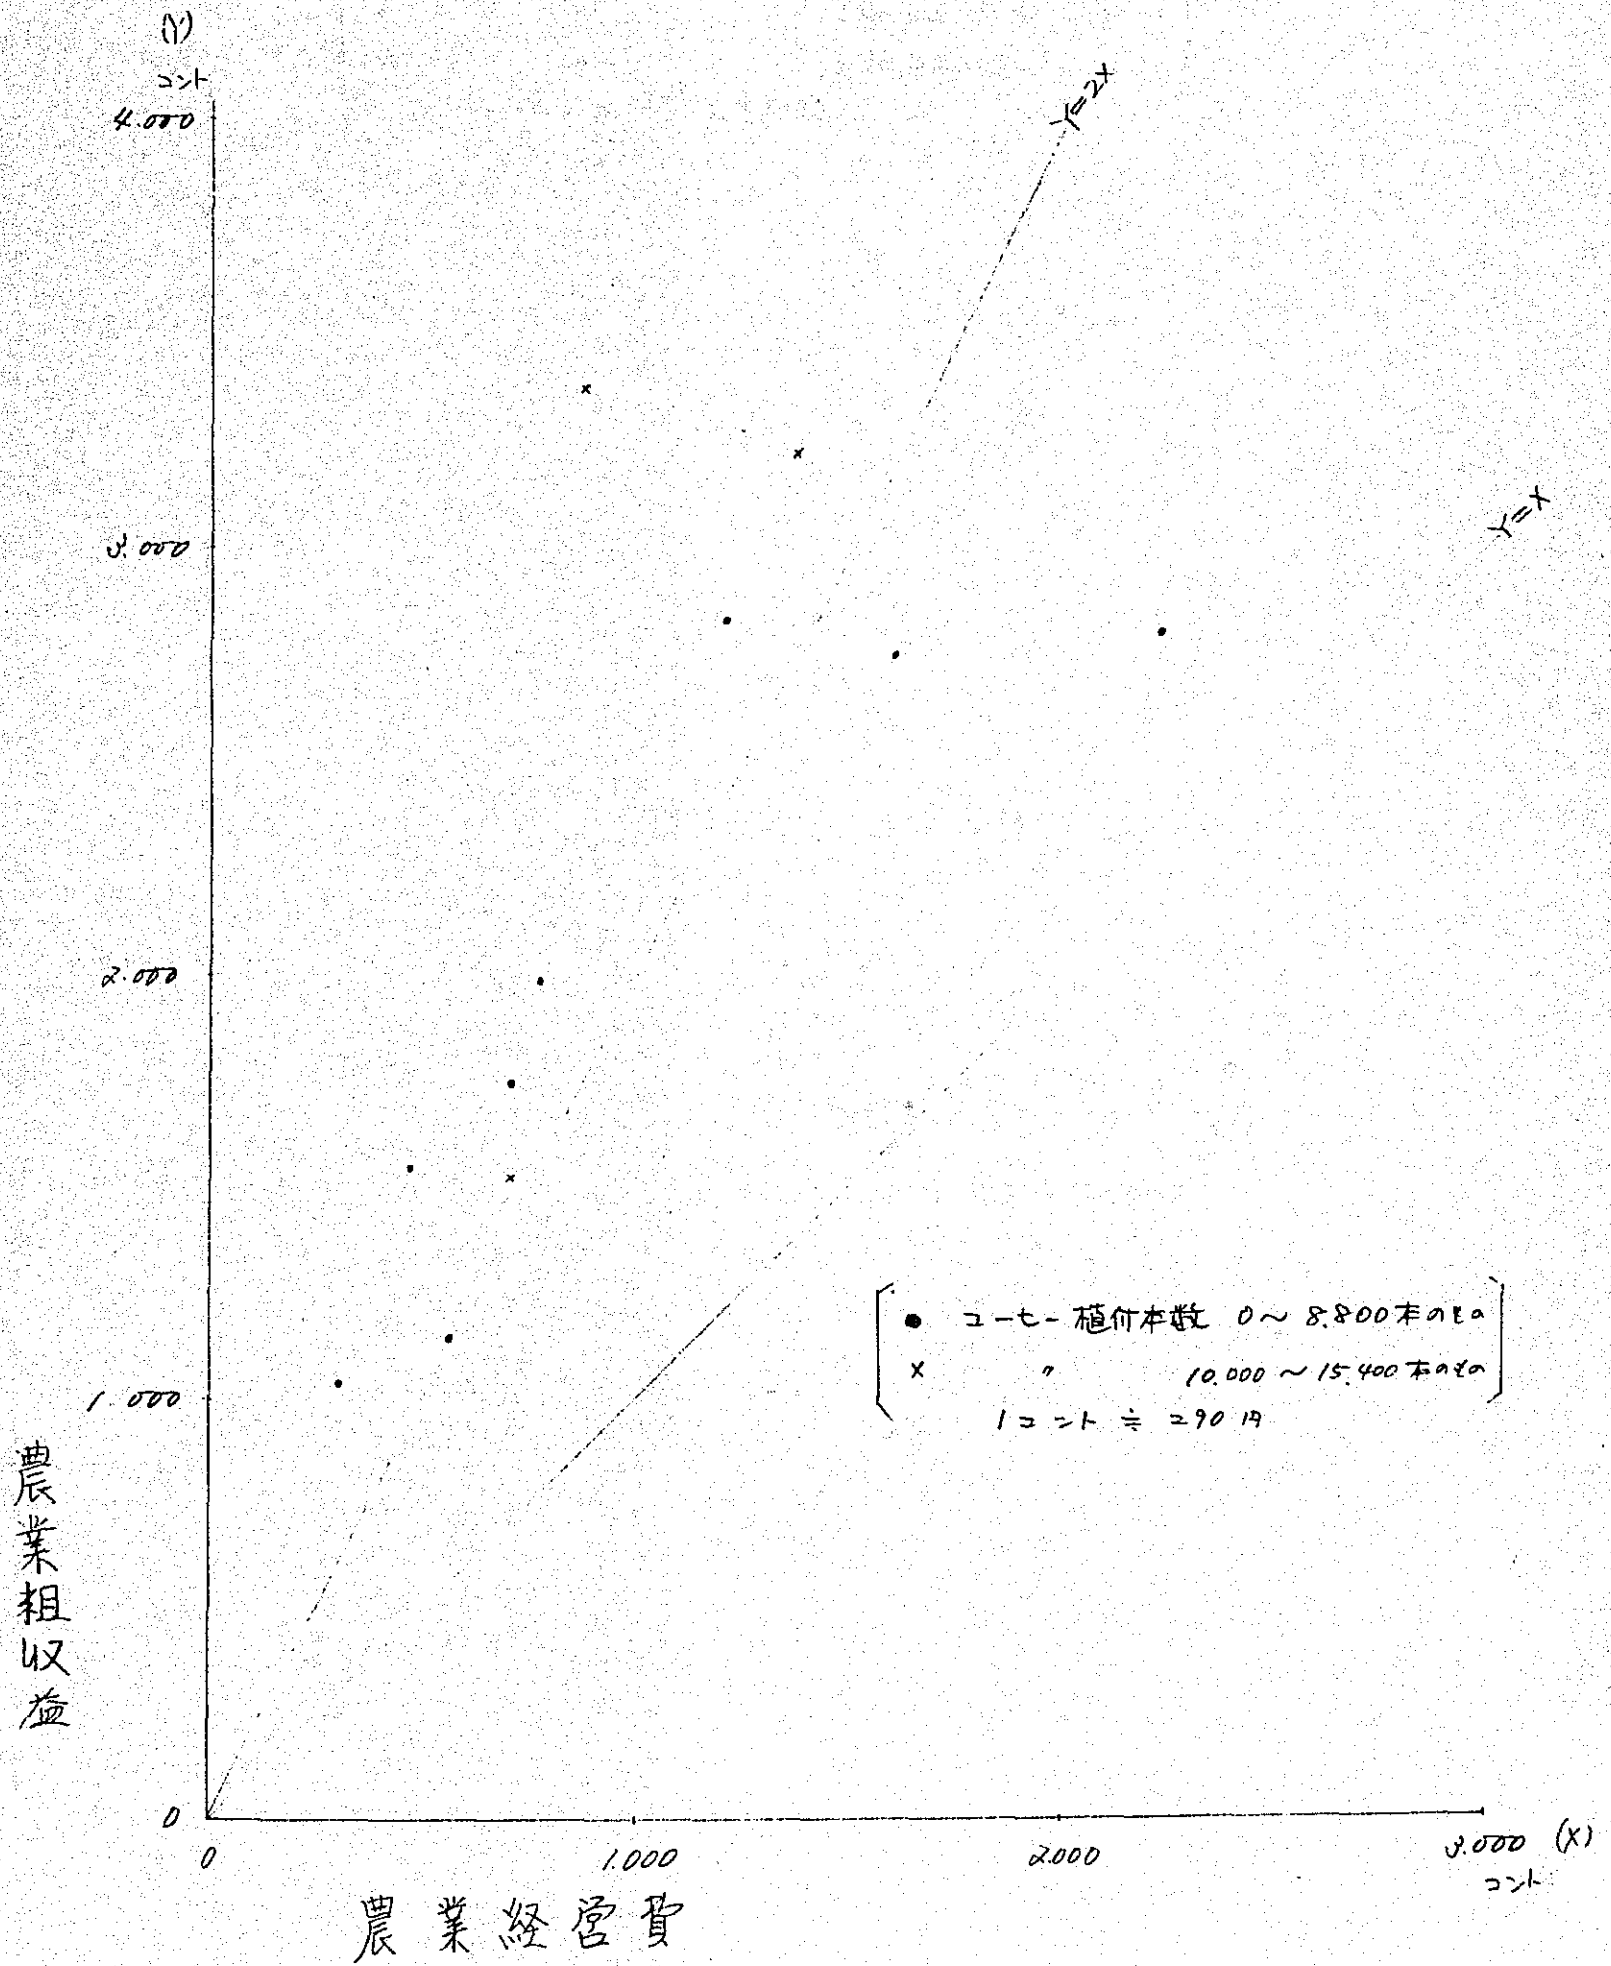 (Y)
コント
4.000
Y=2X
Y=X
3.000
2.000
● コーヒー植付本数 0～8.800本のもの
× 〃 10.000～15.400本のもの
1コント≒290円
1.000
農業粗収益
0
0
1.000
2.000
3.000 (X)
コント
農業経営費